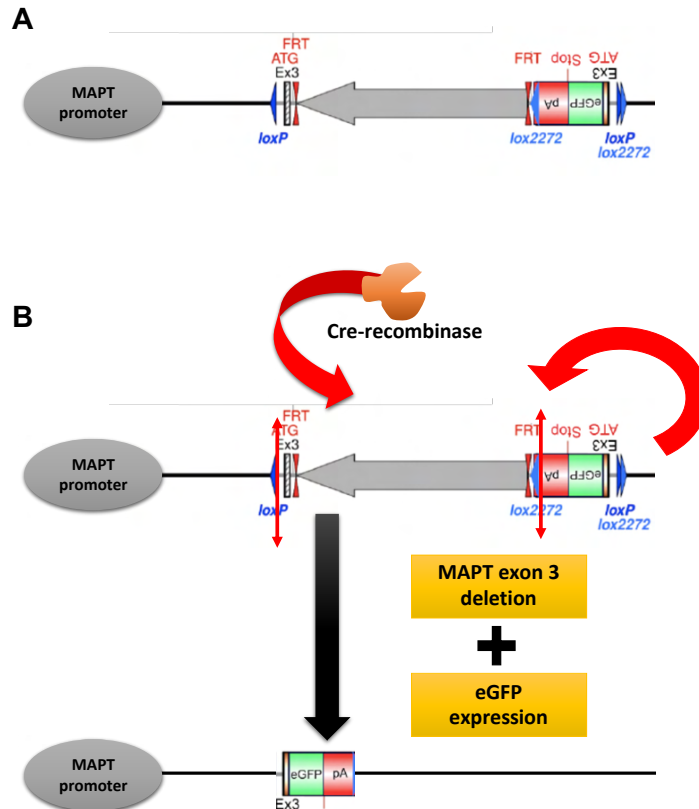 A
FRT
ATG
Ex3
MAPT
promoter
loxP
FRT
Stop
ATG
Ex3
pA
eGFP
lox2272
loxP
lox2272
B
Cre-recombinase
FRT
ATG
Ex3
MAPT
promoter
loxP
FRT
Stop
ATG
Ex3
pA
eGFP
lox2272
loxP
lox2272
MAPT exon 3
deletion
eGFP
expression
MAPT
promoter
eGFP
pA
Ex3